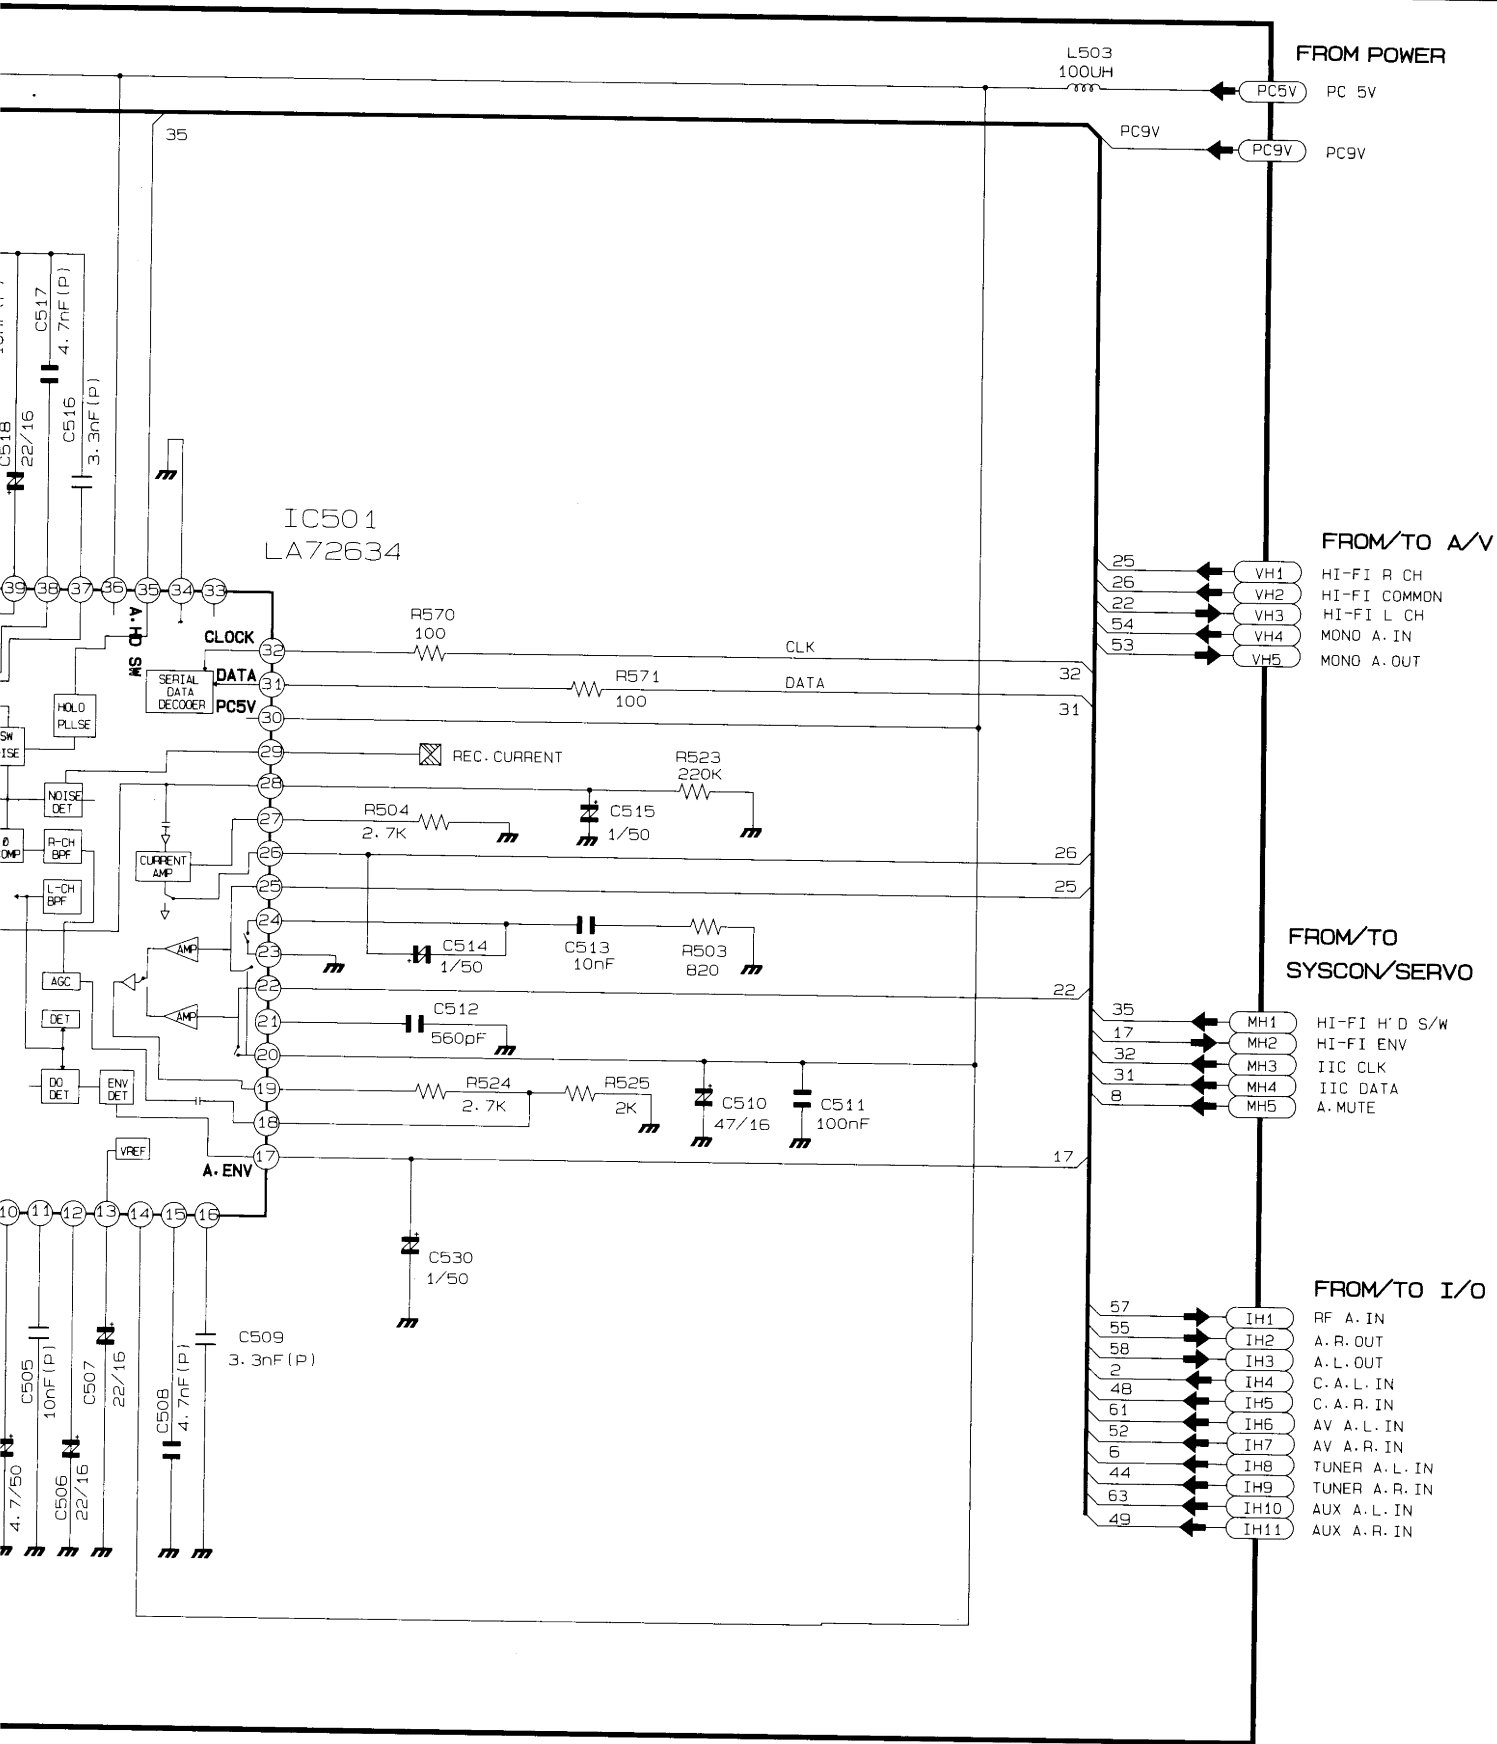 L503
100UH
FROM POWER
PC5V
PC 5V
PC9V
PC9V
PC9V
35
C517
4.7nF(P)
C516
3.3nF(P)
C518
22/16
IC501
LA72634
39
38
37
36
35
34
33
A.HD SW
CLOCK
32
DATA
31
PC5V
30
29
28
27
26
25
24
23
22
21
20
19
18
17
A.ENV
SERIAL
DATA
DECODER
HOLD
PLLSE
SW
ISE
NOISE
DET
Ø
OMP
R-CH
BPF
L-CH
BPF
CURRENT
AMP
AMP
AMP
AGC
DET
DO
DET
ENV
DET
VREF
R570
100
CLK
32
R571
100
DATA
31
REC.CURRENT
R523
220K
C515
1/50
R504
2.7K
26
25
C514
1/50
C513
10nF
R503
820
22
C512
560pF
R524
2.7K
R525
2K
C510
47/16
C511
100nF
17
C530
1/50
10
11
12
13
14
15
16
4.7/50
C505
10nF(P)
C506
22/16
C507
22/16
C508
4.7nF(P)
C509
3.3nF(P)
FROM/TO A/V
25 VH1 HI-FI R CH
26 VH2 HI-FI COMMON
22 VH3 HI-FI L CH
54 VH4 MONO A.IN
53 VH5 MONO A.OUT
FROM/TO
SYSCON/SERVO
35 MH1 HI-FI H'D S/W
17 MH2 HI-FI ENV
32 MH3 IIC CLK
31 MH4 IIC DATA
8 MH5 A.MUTE
FROM/TO I/O
57 IH1 RF A.IN
55 IH2 A.R.OUT
58 IH3 A.L.OUT
2 IH4 C.A.L.IN
48 IH5 C.A.R.IN
61 IH6 AV A.L.IN
52 IH7 AV A.R.IN
6 IH8 TUNER A.L.IN
44 IH9 TUNER A.R.IN
63 IH10 AUX A.L.IN
49 IH11 AUX A.R.IN